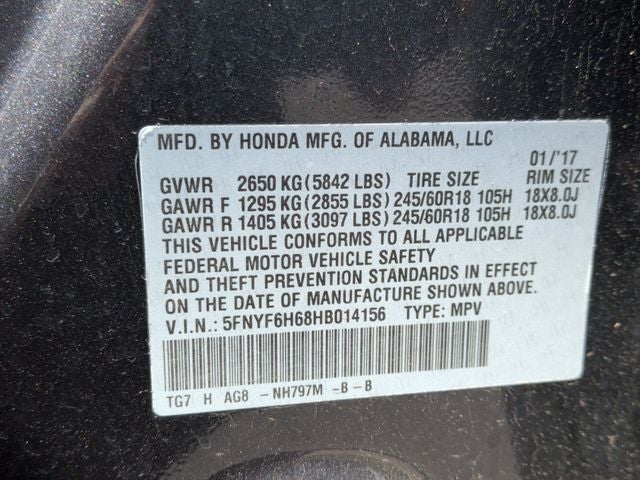 MFD. BY HONDA MFG. OF ALABAMA, LLC
01/'17
GVWR 2650 KG (5842 LBS) TIRE SIZE RIM SIZE
GAWR F 1295 KG (2855 LBS) 245/60R18 105H 18X8.0J
GAWR R 1405 KG (3097 LBS) 245/60R18 105H 18X8.0J
THIS VEHICLE CONFORMS TO ALL APPLICABLE
FEDERAL MOTOR VEHICLE SAFETY
AND THEFT PREVENTION STANDARDS IN EFFECT
ON THE DATE OF MANUFACTURE SHOWN ABOVE.
V.I.N.: 5FNYF6H68HB014156 TYPE: MPV
TG7 H AG8 - NH797M - B - B